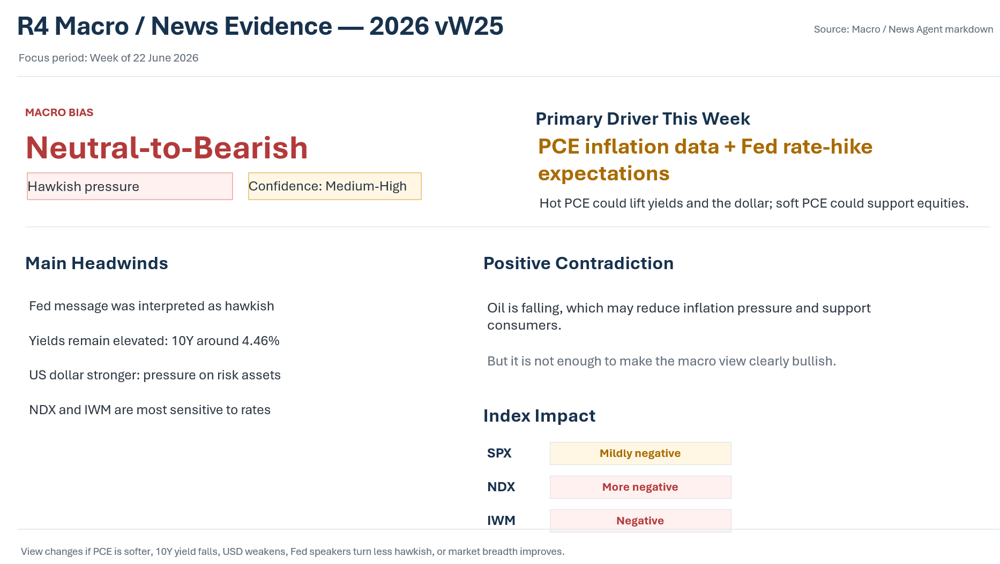 R4 Macro / News Evidence — 2026 vW25
Source: Macro / News Agent markdown
Focus period: Week of 22 June 2026
MACRO BIAS
Neutral-to-Bearish
Hawkish pressure
Confidence: Medium-High
Primary Driver This Week
PCE inflation data + Fed rate-hike
expectations
Hot PCE could lift yields and the dollar; soft PCE could support equities.
Main Headwinds
Fed message was interpreted as hawkish
Yields remain elevated: 10Y around 4.46%
US dollar stronger: pressure on risk assets
NDX and IWM are most sensitive to rates
Positive Contradiction
Oil is falling, which may reduce inflation pressure and support
consumers.
But it is not enough to make the macro view clearly bullish.
Index Impact
SPX Mildly negative
NDX More negative
IWM Negative
View changes if PCE is softer, 10Y yield falls, USD weakens, Fed speakers turn less hawkish, or market breadth improves.